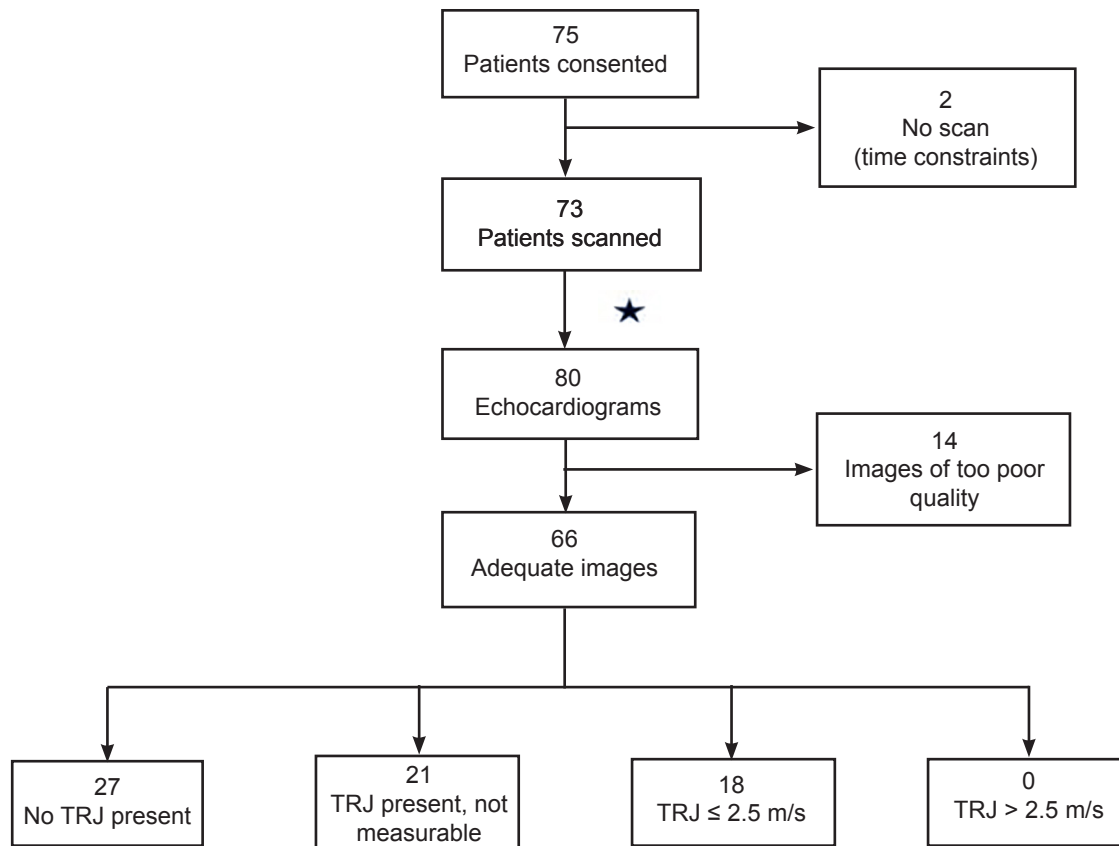 75
Patients consented
2
No scan
(time constraints)
73
Patients scanned
80
Echocardiograms
14
Images of too poor
quality
66
Adequate images
27
No TRJ present
21
TRJ present, not
measurable
18
TRJ ≤ 2.5 m/s
0
TRJ > 2.5 m/s